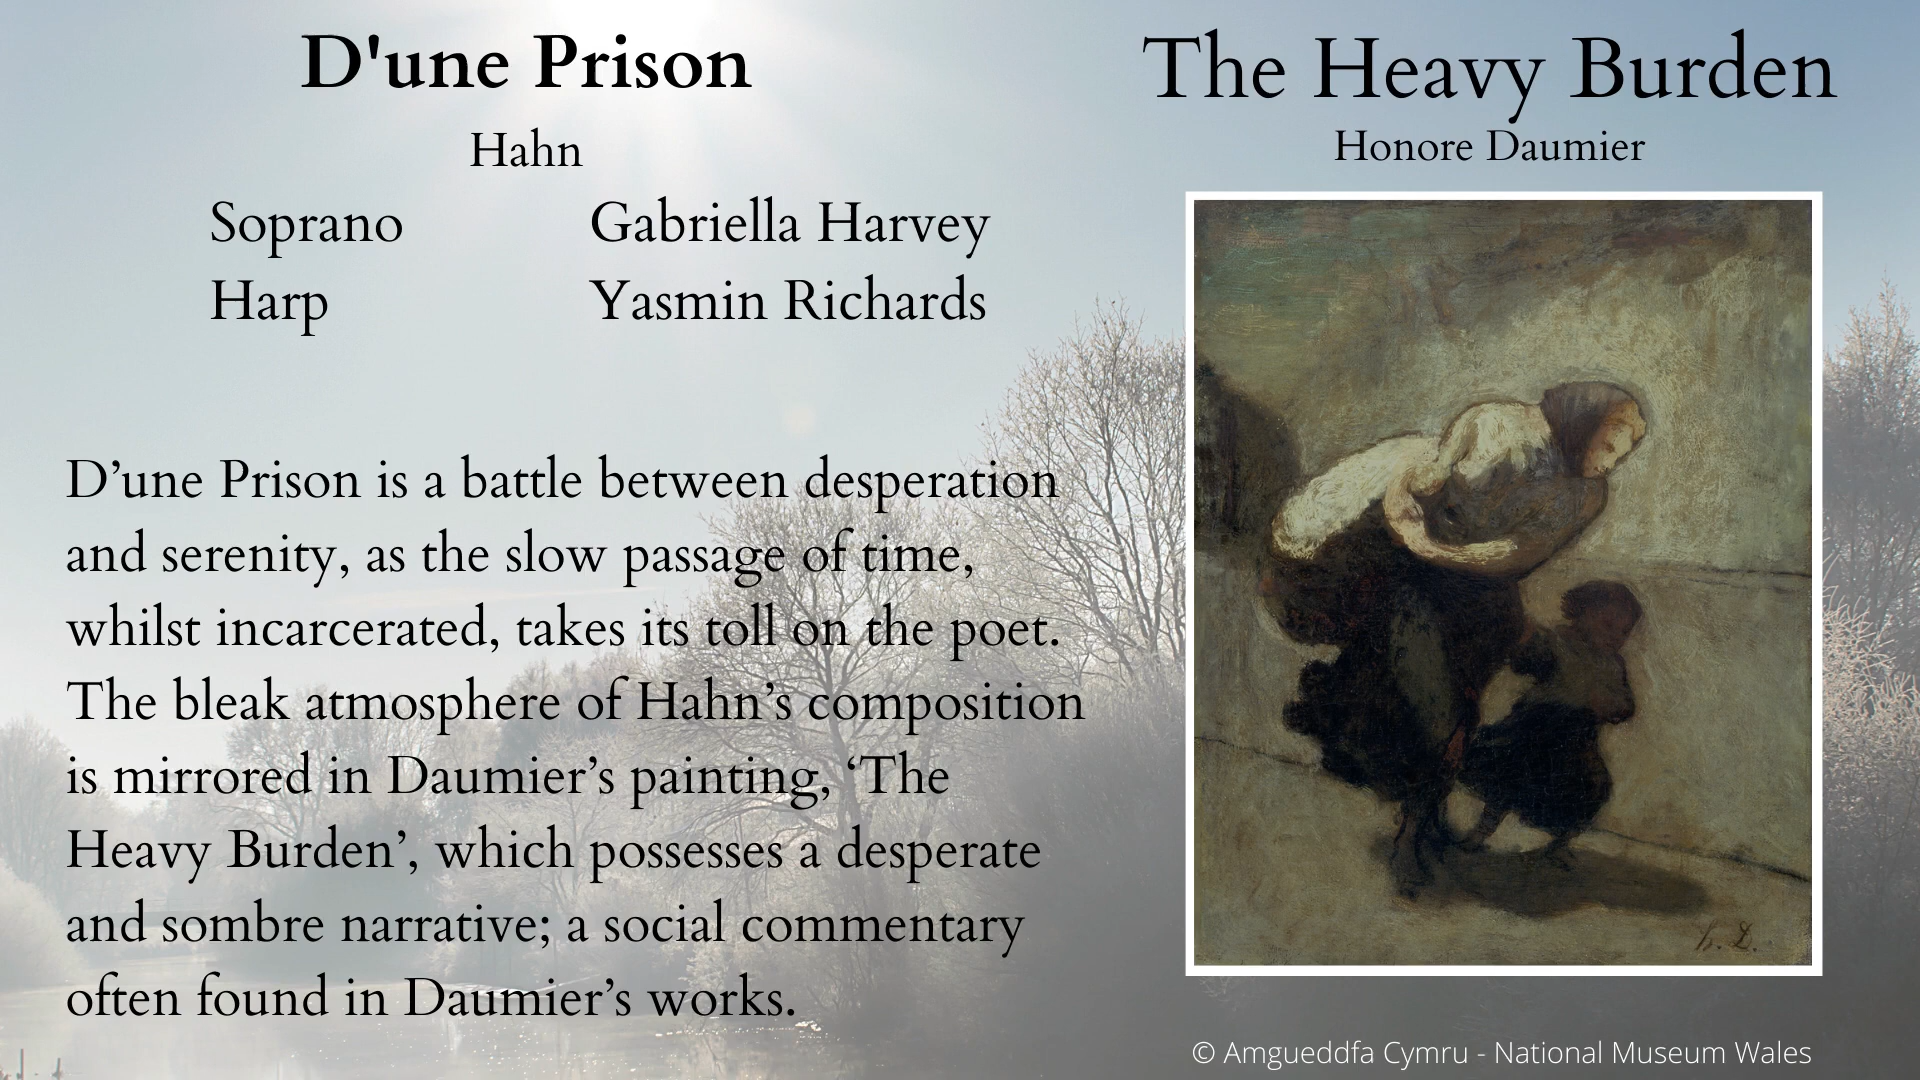 D'une Prison
Hahn
Soprano Gabriella Harvey
Harp Yasmin Richards
D’une Prison is a battle between desperation
and serenity, as the slow passage of time,
whilst incarcerated, takes its toll on the poet.
The bleak atmosphere of Hahn’s composition
is mirrored in Daumier’s painting, ‘The
Heavy Burden’, which possesses a desperate
and sombre narrative; a social commentary
often found in Daumier’s works.
The Heavy Burden
Honore Daumier
h. D.
© Amgueddfa Cymru - National Museum Wales